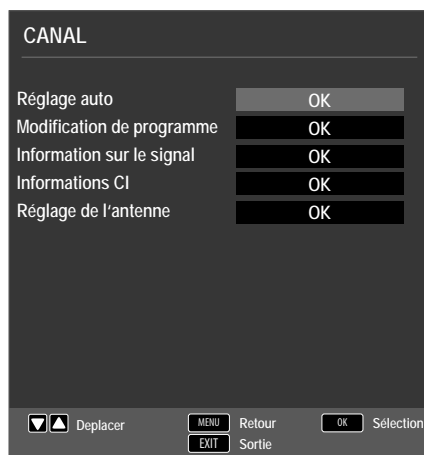 CANAL
Réglage auto OK
Modification de programme OK
Information sur le signal OK
Informations CI OK
Réglage de l'antenne OK
Deplacer MENU Retour OK Sélection
EXIT Sortie